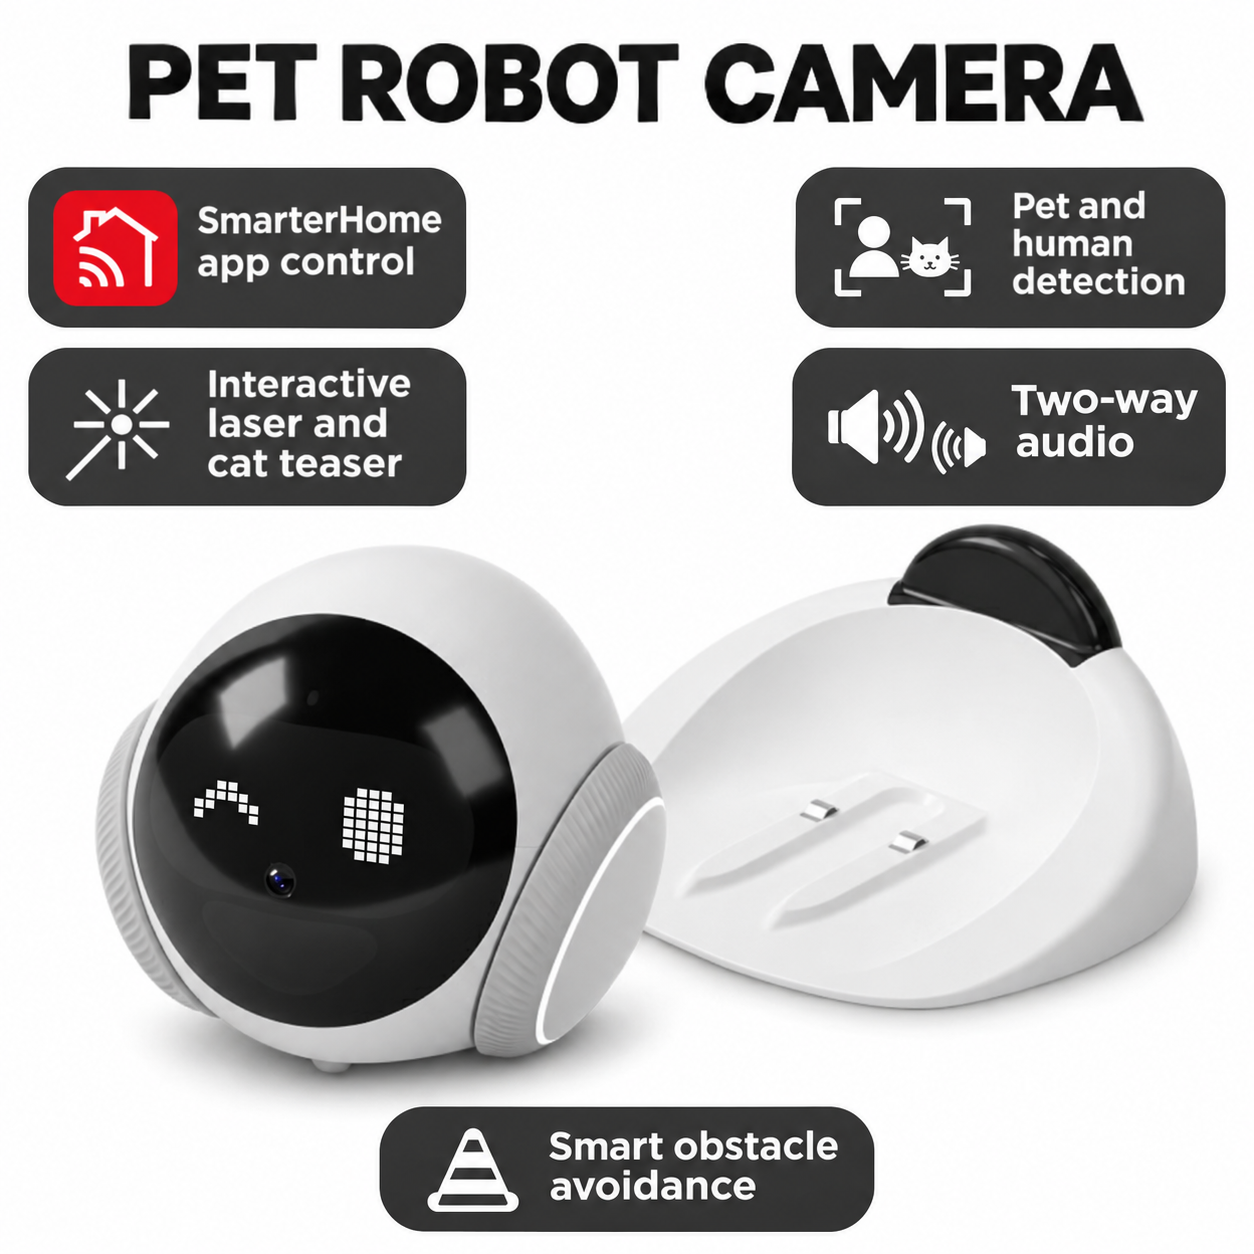 PET ROBOT CAMERA
SmarterHome
app control
Pet and
human
detection
Interactive
laser and
cat teaser
Two-way
audio
Smart obstacle
avoidance